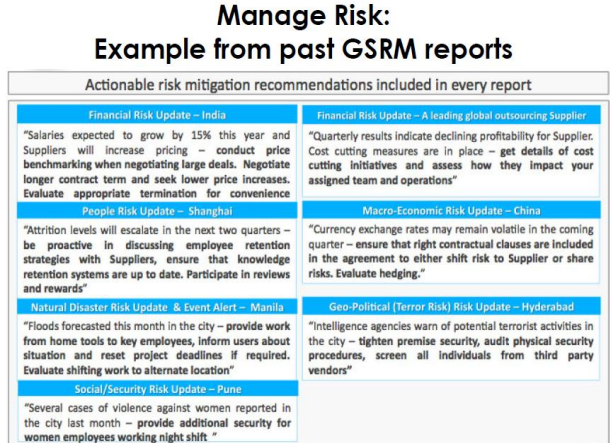 Manage Risk:
Example from past GSRM reports
Actionable risk mitigation recommendations included in every report
Financial Risk Update – India
"Salaries expected to grow by 15% this year and
Suppliers will increase pricing – conduct price
benchmarking when negotiating large deals. Negotiate
longer contract term and seek lower price increases.
Evaluate appropriate termination for convenience
People Risk Update – Shanghai
"Attrition levels will escalate in the next two quarters –
be proactive in discussing employee retention
strategies with Suppliers, ensure that knowledge
retention systems are up to date. Participate in reviews
and rewards"
Natural Disaster Risk Update & Event Alert – Manila
"Floods forecasted this month in the city – provide work
from home tools to key employees, inform users about
situation and reset project deadlines if required.
Evaluate shifting work to alternate location"
Social/Security Risk Update – Pune
"Several cases of violence against women reported in
the city last month – provide additional security for
women employees working night shift "
Financial Risk Update – A leading global outsourcing Supplier
"Quarterly results indicate declining profitability for Supplier.
Cost cutting measures are in place – get details of cost
cutting initiatives and assess how they impact your
assigned team and operations"
Macro-Economic Risk Update – China
"Currency exchange rates may remain volatile in the coming
quarter – ensure that right contractual clauses are included
in the agreement to either shift risk to Supplier or share
risks. Evaluate hedging."
Geo-Political (Terror Risk) Risk Update – Hyderabad
"Intelligence agencies warn of potential terrorist activities in
the city – tighten premise security, audit physical security
procedures, screen all individuals from third party
vendors"